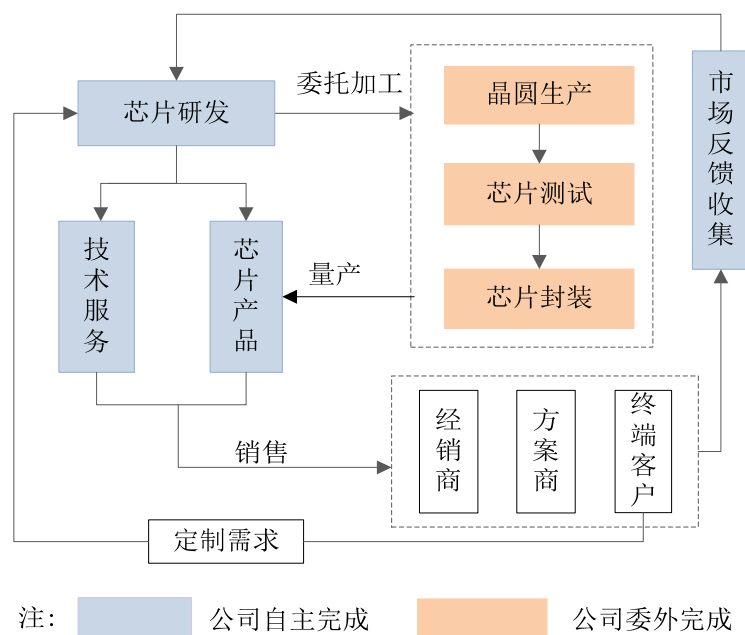 芯片研发
委托加工
晶圆生产
芯片测试
芯片封装
市场反馈收集
技术服务
芯片产品
量产
销售
经销商
方案商
终端客户
定制需求
注：
公司自主完成
公司委外完成